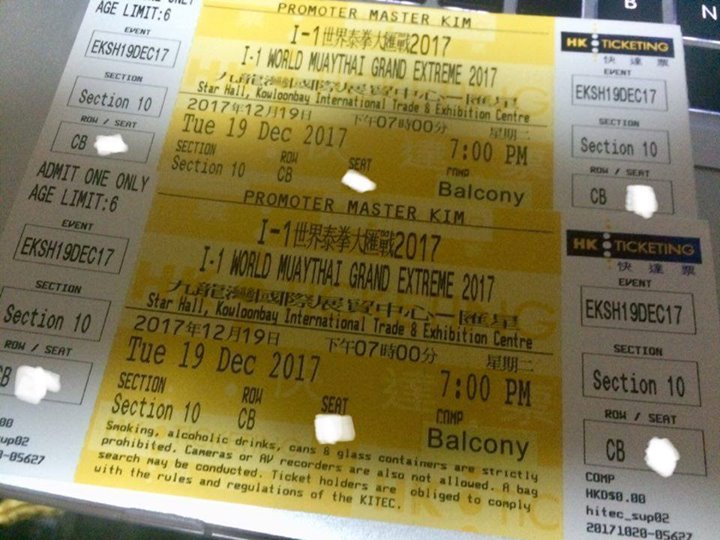 AGE LIMIT:6
EVENT
EKSH19DEC17
SECTION
Section 10
ROW / SEAT
CB
PROMOTER MASTER KIM
I-1世界泰拳大匯戰2017
I-1 WORLD MUAYTHAI GRAND EXTREME 2017
九龍灣國際展貿中心一匯星
Star Hall, Kowloonbay International Trade & Exhibition Centre
2017年12月19日 下午07時00分 星期二
Tue 19 Dec 2017 7:00 PM
SECTION ROW SEAT COMP
Section 10 CB Balcony
HK TICKETING
快達票
EVENT
EKSH19DEC17
SECTION
Section 10
ROW / SEAT
CB
ADMIT ONE ONLY
AGE LIMIT:6
EVENT
EKSH19DEC17
SECTION
Section 10
ROW / SEAT
PROMOTER MASTER KIM
I-1世界泰拳大匯戰2017
I-1 WORLD MUAYTHAI GRAND EXTREME 2017
九龍灣國際展貿中心一匯星
Star Hall, Kowloonbay International Trade & Exhibition Centre
2017年12月19日 下午07時00分 星期二
Tue 19 Dec 2017 7:00 PM
SECTION ROW SEAT COMP
Section 10 CB Balcony
Smoking, alcoholic drinks, cans & glass containers are strictly
prohibited. Cameras or AV recorders are also not allowed. A bag
search may be conducted. Ticket holders are obliged to comply
with the rules and regulations of the KITEC.
HK TICKETING
快達票
EVENT
EKSH19DEC17
SECTION
Section 10
ROW / SEAT
CB
COMP
HKD$0.00
hitec_sup02
20171020-05627